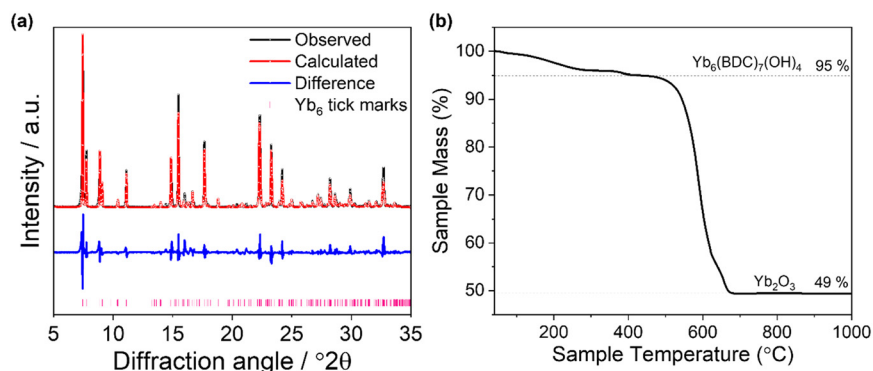 (a)
Observed
Calculated
Difference
Yb₆ tick marks
Intensity / a.u.
5 10 15 20 25 30 35
Diffraction angle / °2θ
(b)
100
90
80
70
60
50
Sample Mass (%)
Yb₆(BDC)₇(OH)₄ 95 %
Yb₂O₃ 49 %
200 400 600 800 1000
Sample Temperature (°C)